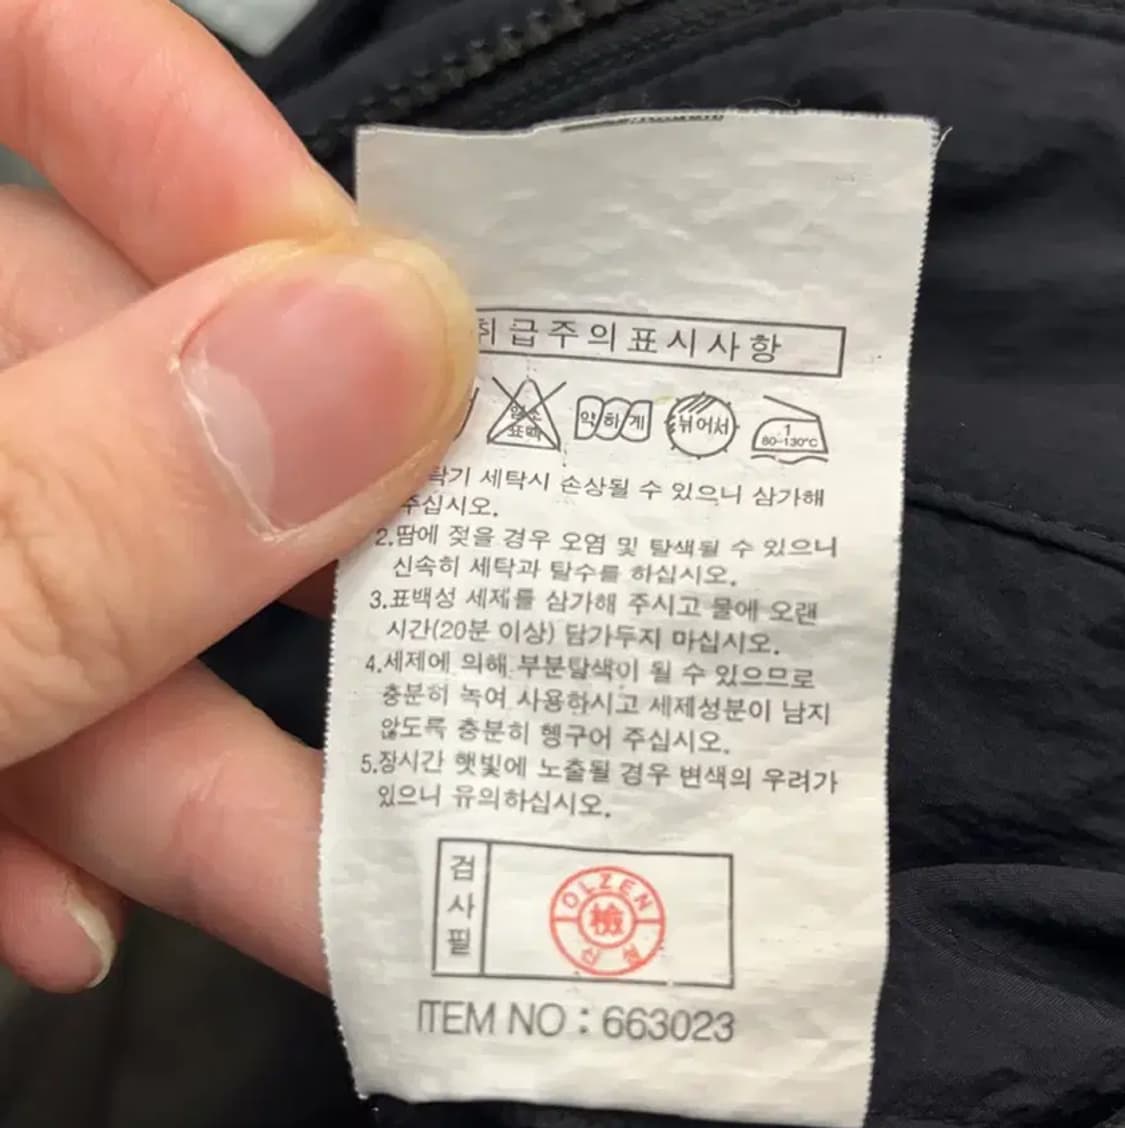 취급주의표시사항
염소
표백
약하게
뉘어서
1
80~130°C
탁기 세탁시 손상될 수 있으니 삼가해
주십시오.
2.땀에 젖을 경우 오염 및 탈색될 수 있으니
신속히 세탁과 탈수를 하십시오.
3.표백성 세제를 삼가해 주시고 물에 오랜
시간(20분 이상) 담가두지 마십시오.
4.세제에 의해 부분탈색이 될 수 있으므로
충분히 녹여 사용하시고 세제성분이 남지
않도록 충분히 헹구어 주십시오.
5.장시간 햇빛에 노출될 경우 변색의 우려가
있으니 유의하십시오.
검사필
OLZEN
檢
신성
ITEM NO : 663023